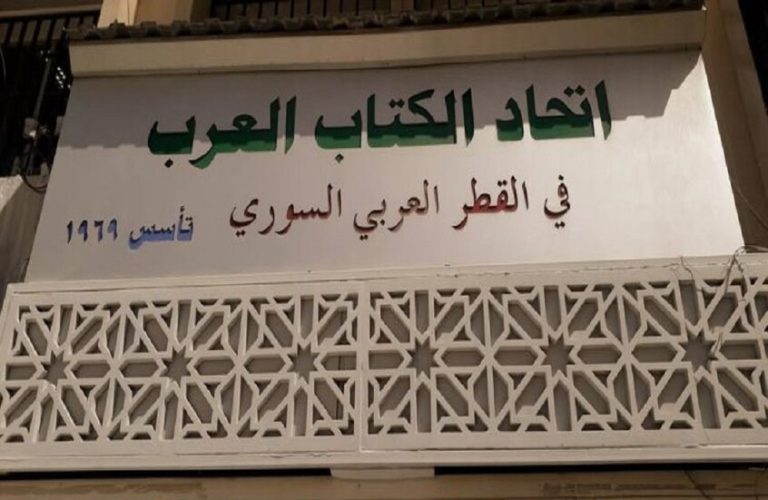 اتحاد الكتاب العرب
في القطر العربي السوري
تأسس ١٩٦٩